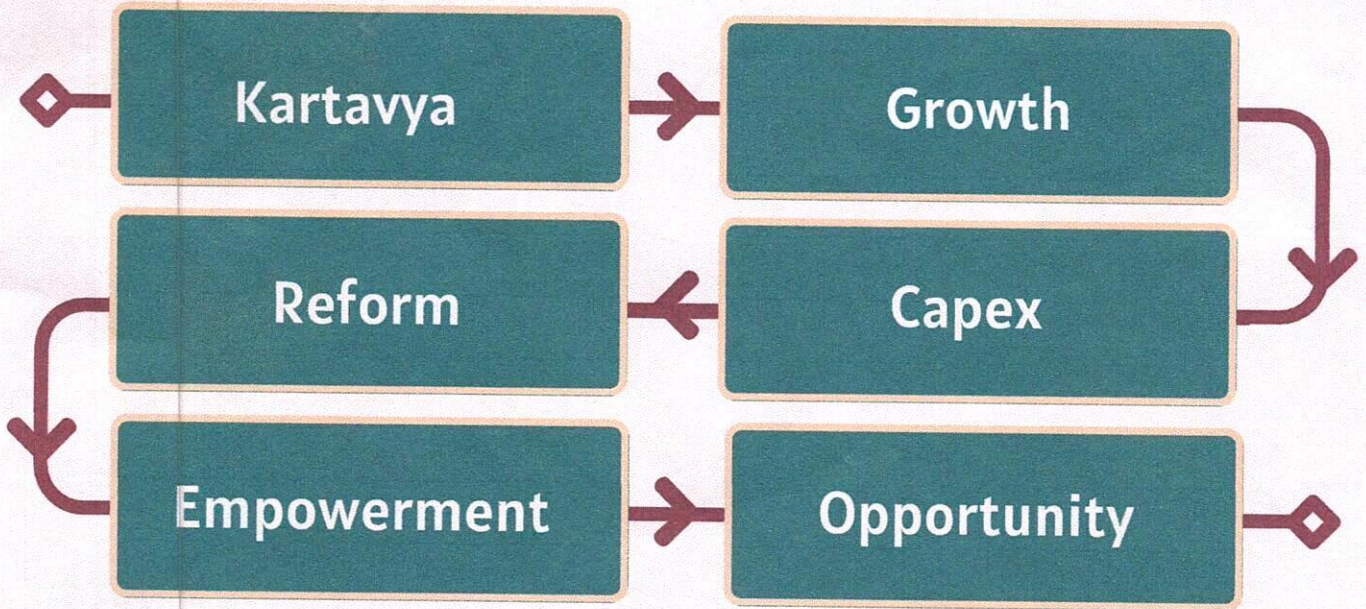 Kartavya
Growth
Capex
Reform
Empowerment
Opportunity